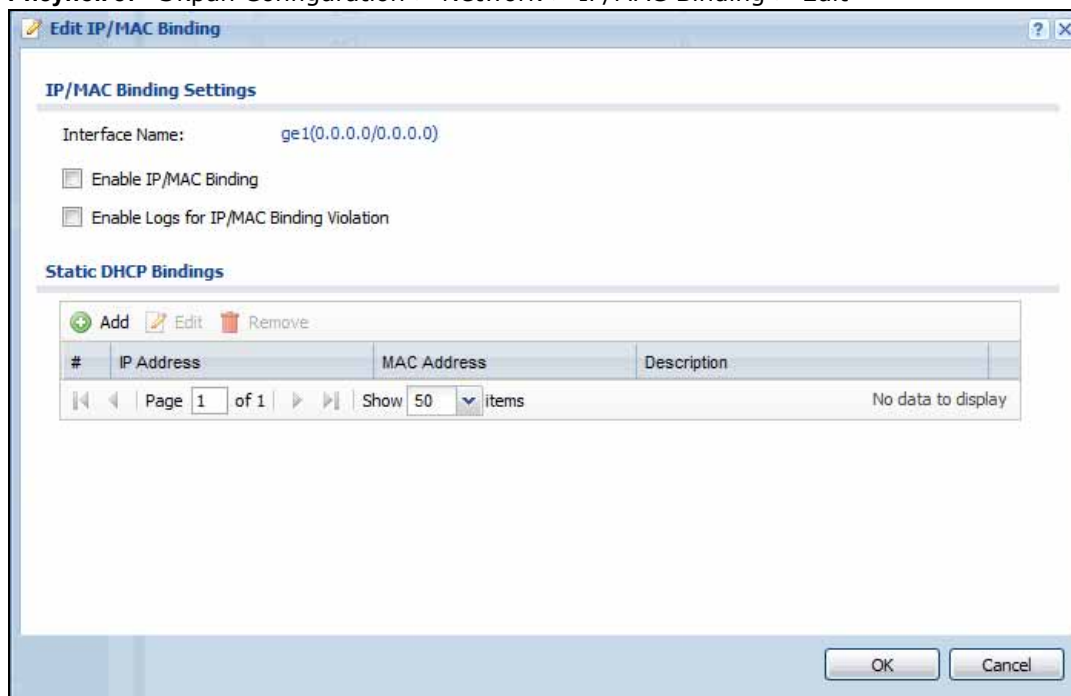 Edit IP/MAC Binding
IP/MAC Binding Settings
Interface Name: ge1(0.0.0.0/0.0.0.0)
Enable IP/MAC Binding
Enable Logs for IP/MAC Binding Violation
Static DHCP Bindings
Add Edit Remove
# IP Address MAC Address Description
Page 1 of 1 Show 50 items No data to display
OK Cancel